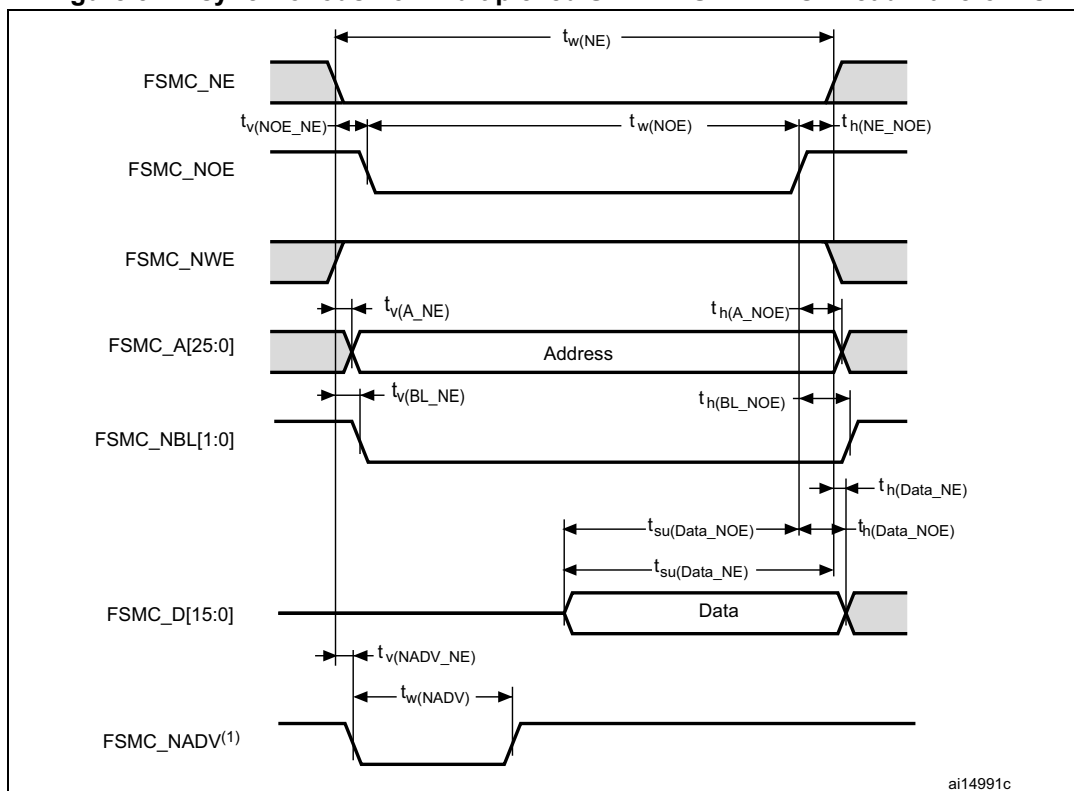 t_w(NE)
FSMC_NE
t_v(NOE_NE)
t_w(NOE)
t_h(NE_NOE)
FSMC_NOE
FSMC_NWE
t_v(A_NE)
t_h(A_NOE)
FSMC_A[25:0]
Address
t_v(BL_NE)
t_h(BL_NOE)
FSMC_NBL[1:0]
t_h(Data_NE)
t_su(Data_NOE)
t_h(Data_NOE)
t_su(Data_NE)
FSMC_D[15:0]
Data
t_v(NADV_NE)
t_w(NADV)
FSMC_NADV(1)
ai14991c